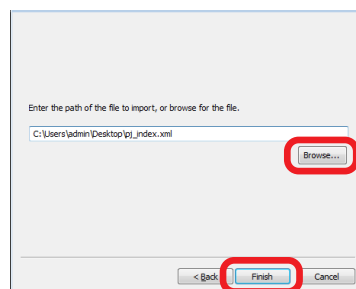 Enter the path of the file to import, or browse for the file.
C:\Users\admin\Desktop\pj_index.xml
Browse...
< Back
Finish
Cancel